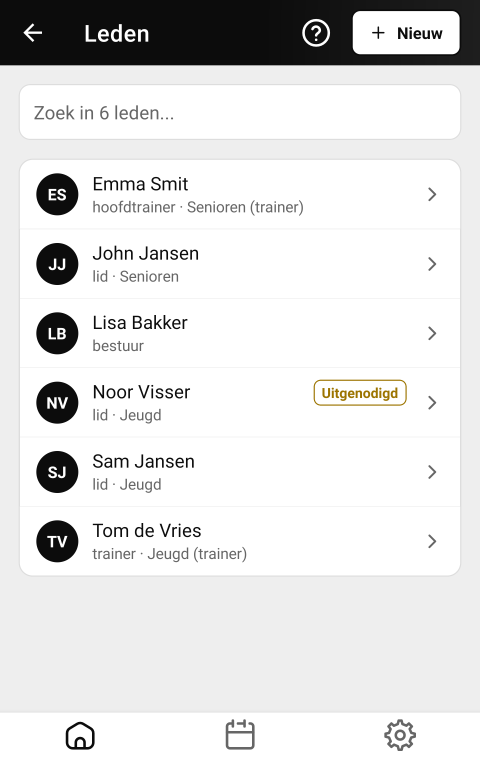 Leden
Nieuw
Zoek in 6 leden...
ES
Emma Smit
hoofdtrainer · Senioren (trainer)
JJ
John Jansen
lid · Senioren
LB
Lisa Bakker
bestuur
NV
Noor Visser
lid · Jeugd
Uitgenodigd
SJ
Sam Jansen
lid · Jeugd
TV
Tom de Vries
trainer · Jeugd (trainer)